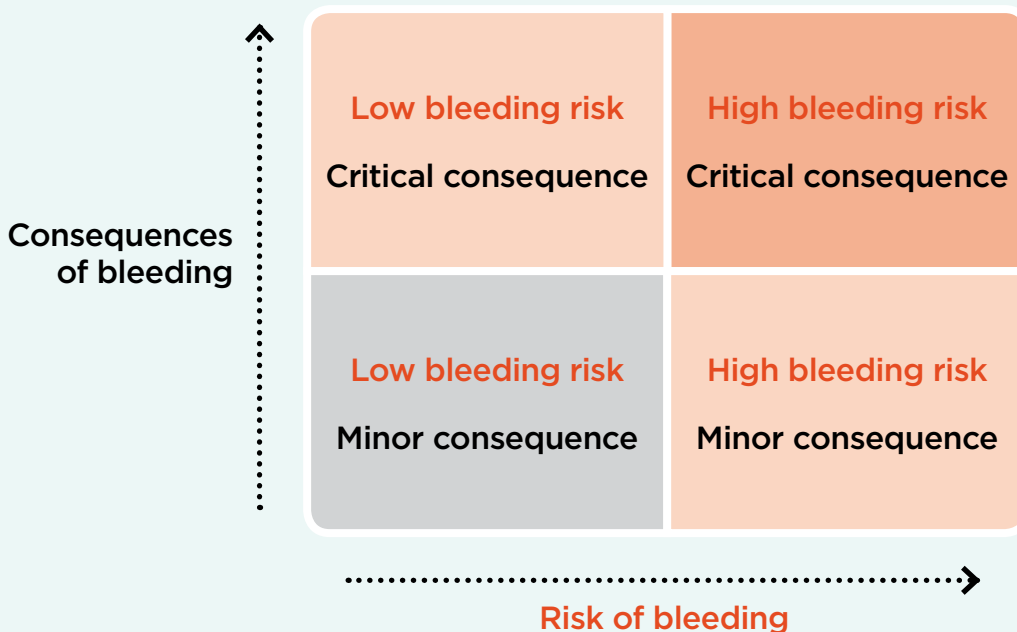 Low bleeding risk
Critical consequence
High bleeding risk
Critical consequence
Consequences
of bleeding
Low bleeding risk
Minor consequence
High bleeding risk
Minor consequence
Risk of bleeding